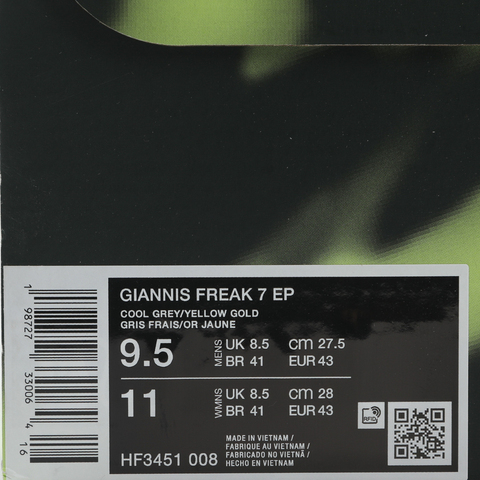 GIANNIS FREAK 7 EP
COOL GREY/YELLOW GOLD
GRIS FRAIS/OR JAUNE
9.5 MENS UK 8.5 CM 27.5
BR 41 EUR 43
11 WMNS UK 8.5 CM 28
BR 41 EUR 43
RFID
MADE IN VIETNAM /
FABRIQUE AU VIETNAM /
FABRICADO NO VIETNÃ /
HECHO EN VIETNAM
HF3451 008
1 98727 33006 4 16